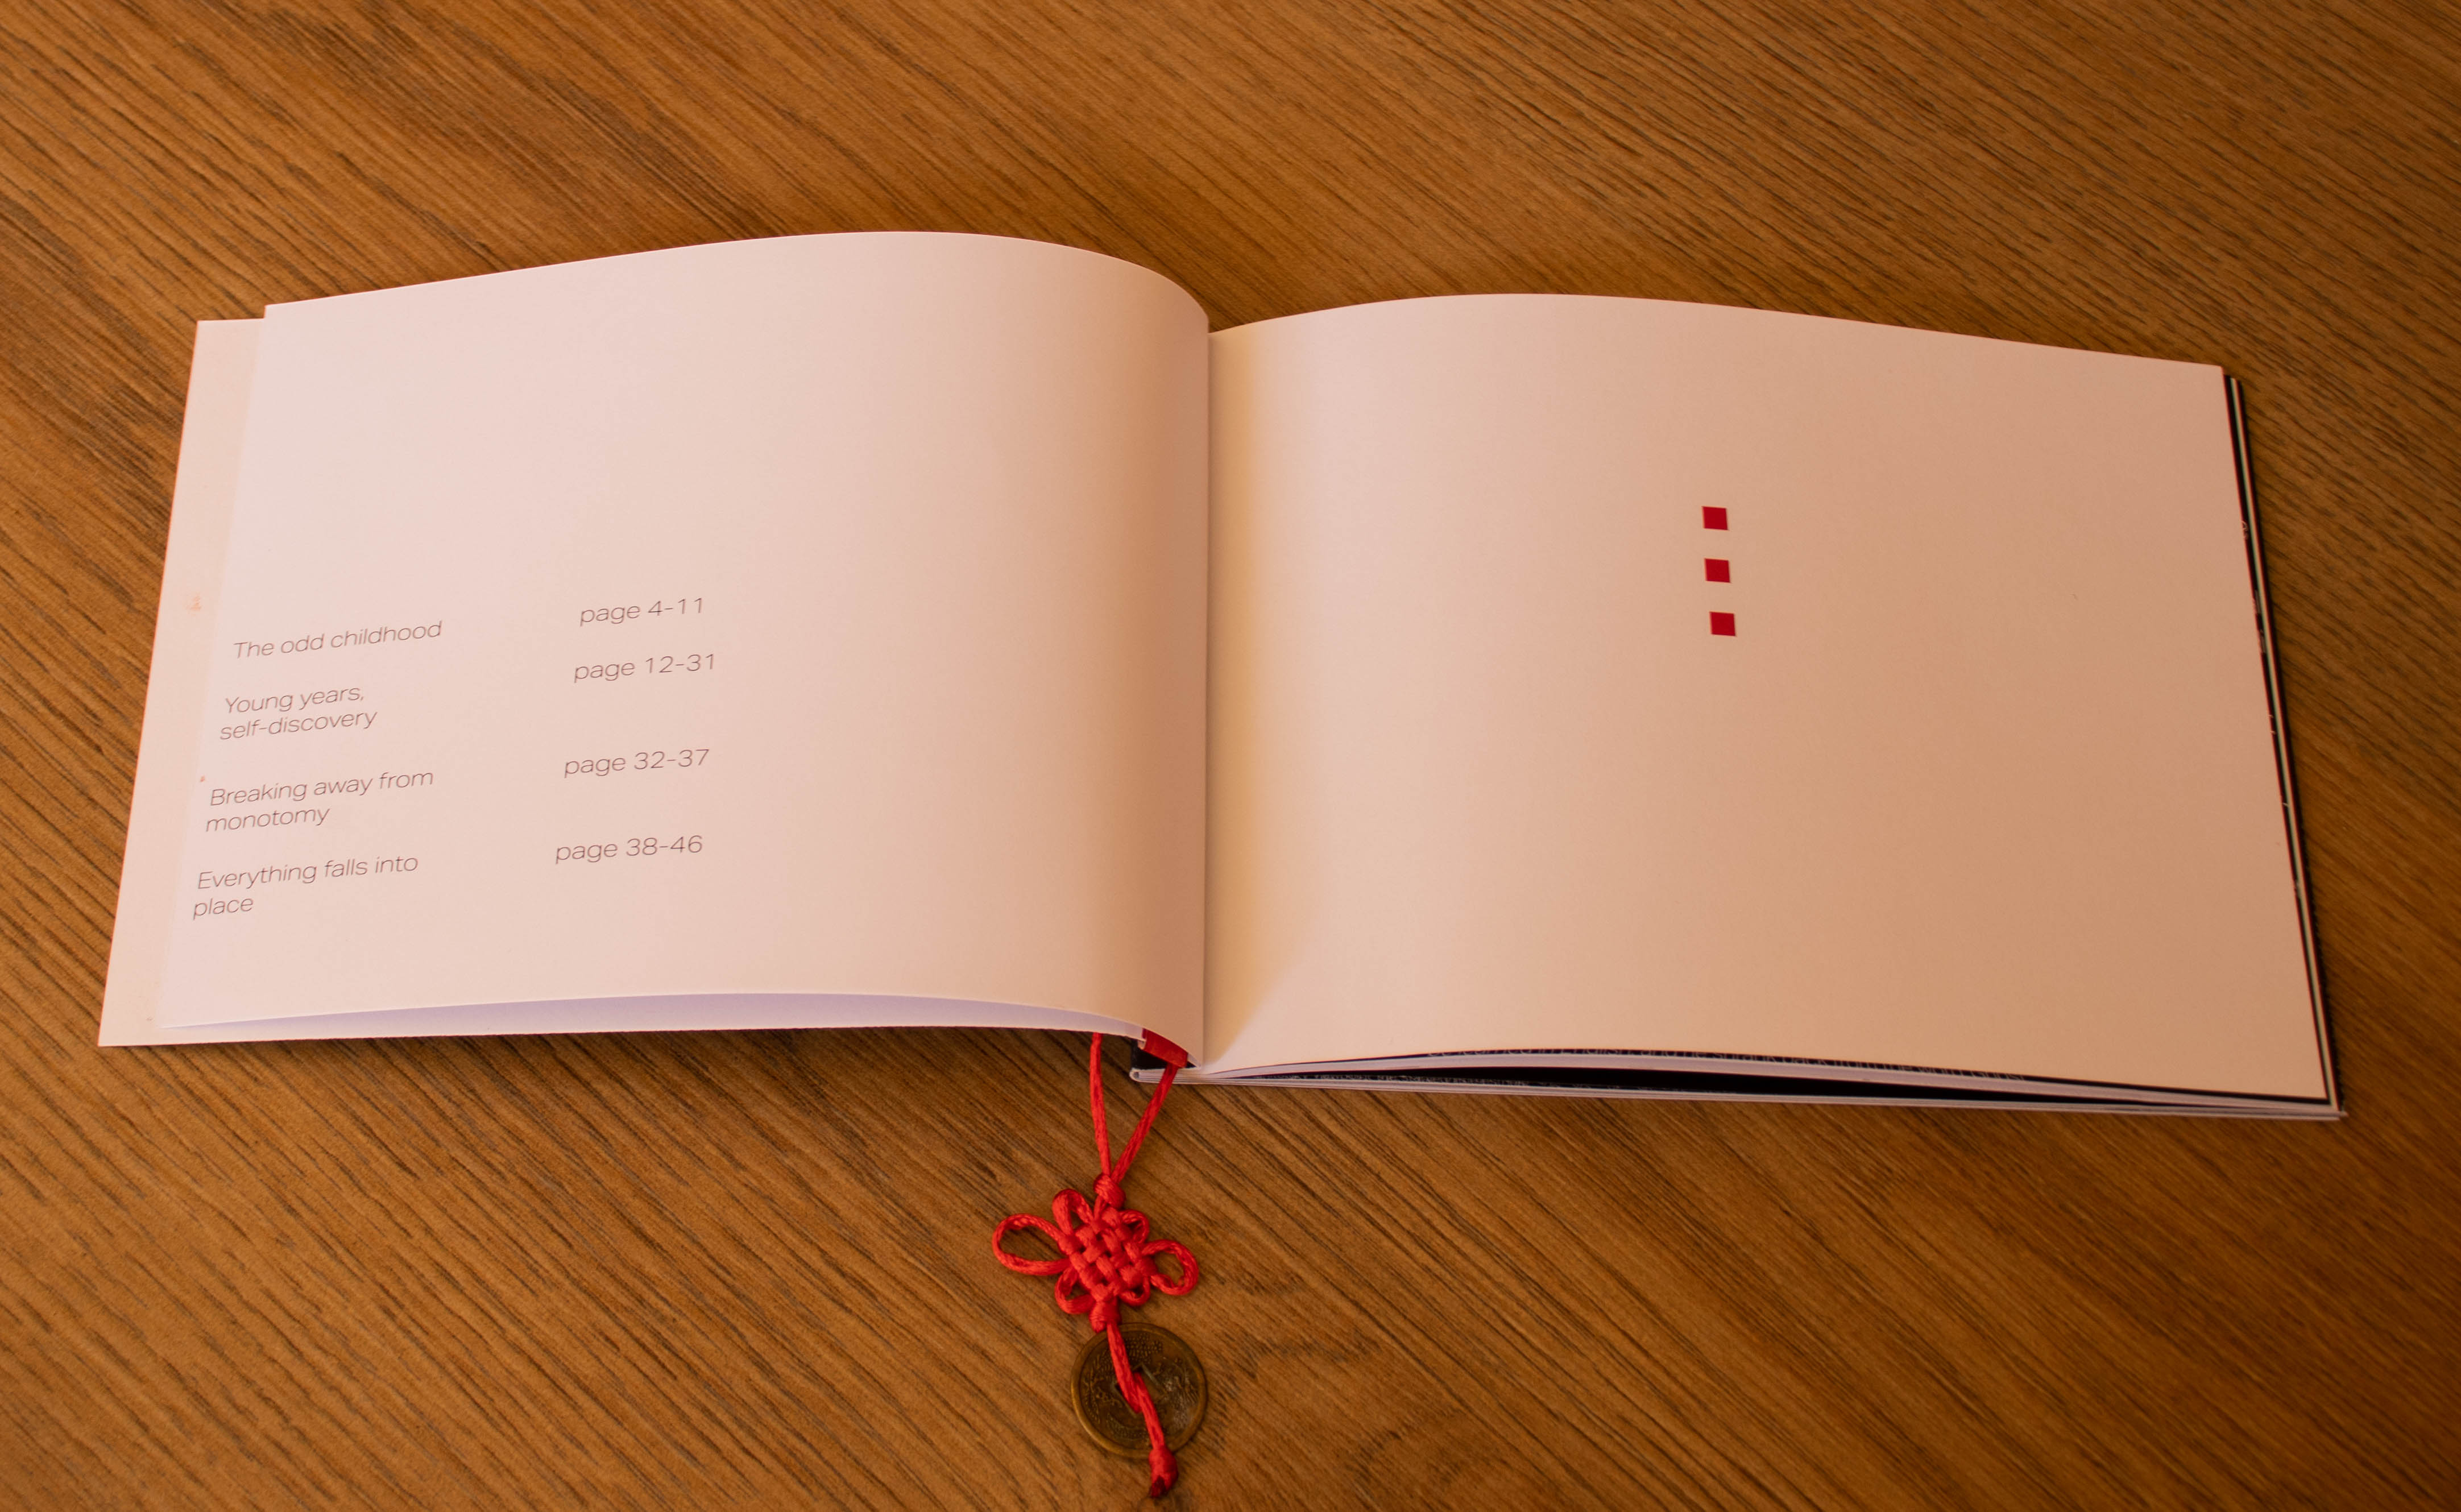 The odd childhood page 4-11
Young years, page 12-31
self-discovery
Breaking away from page 32-37
monotomy
Everything falls into page 38-46
place